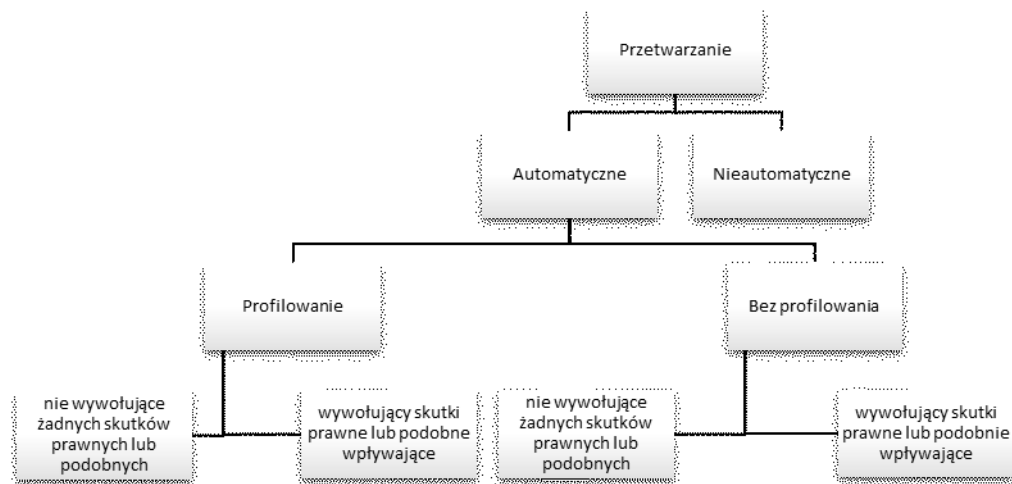 Przetwarzanie
Automatyczne
Nieautomatyczne
Profilowanie
Bez profilowania
nie wywołujące
żadnych skutków
prawnych lub
podobnych
wywołujący skutki
prawne lub podobne
wpływające
nie wywołujące
żadnych skutków
prawnych lub
podobnych
wywołujący skutki
prawne lub podobnie
wpływające